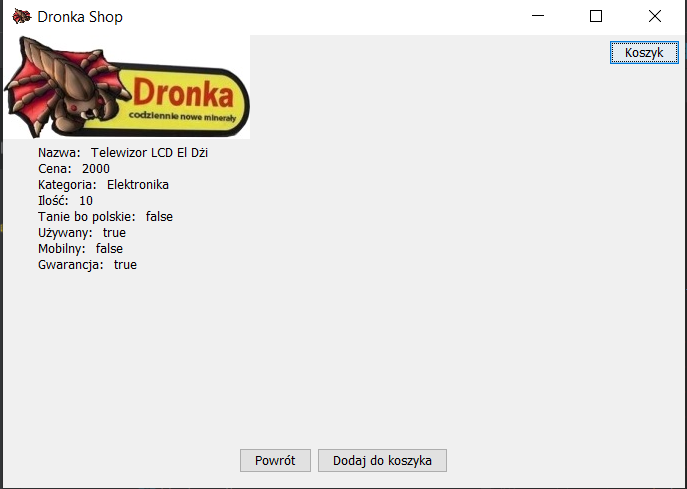 Dronka Shop
Koszyk
Dronka
codziennie nowe minerały
Nazwa: Telewizor LCD El Dżi
Cena: 2000
Kategoria: Elektronika
Ilość: 10
Tanie bo polskie: false
Używany: true
Mobilny: false
Gwarancja: true
Powrót
Dodaj do koszyka